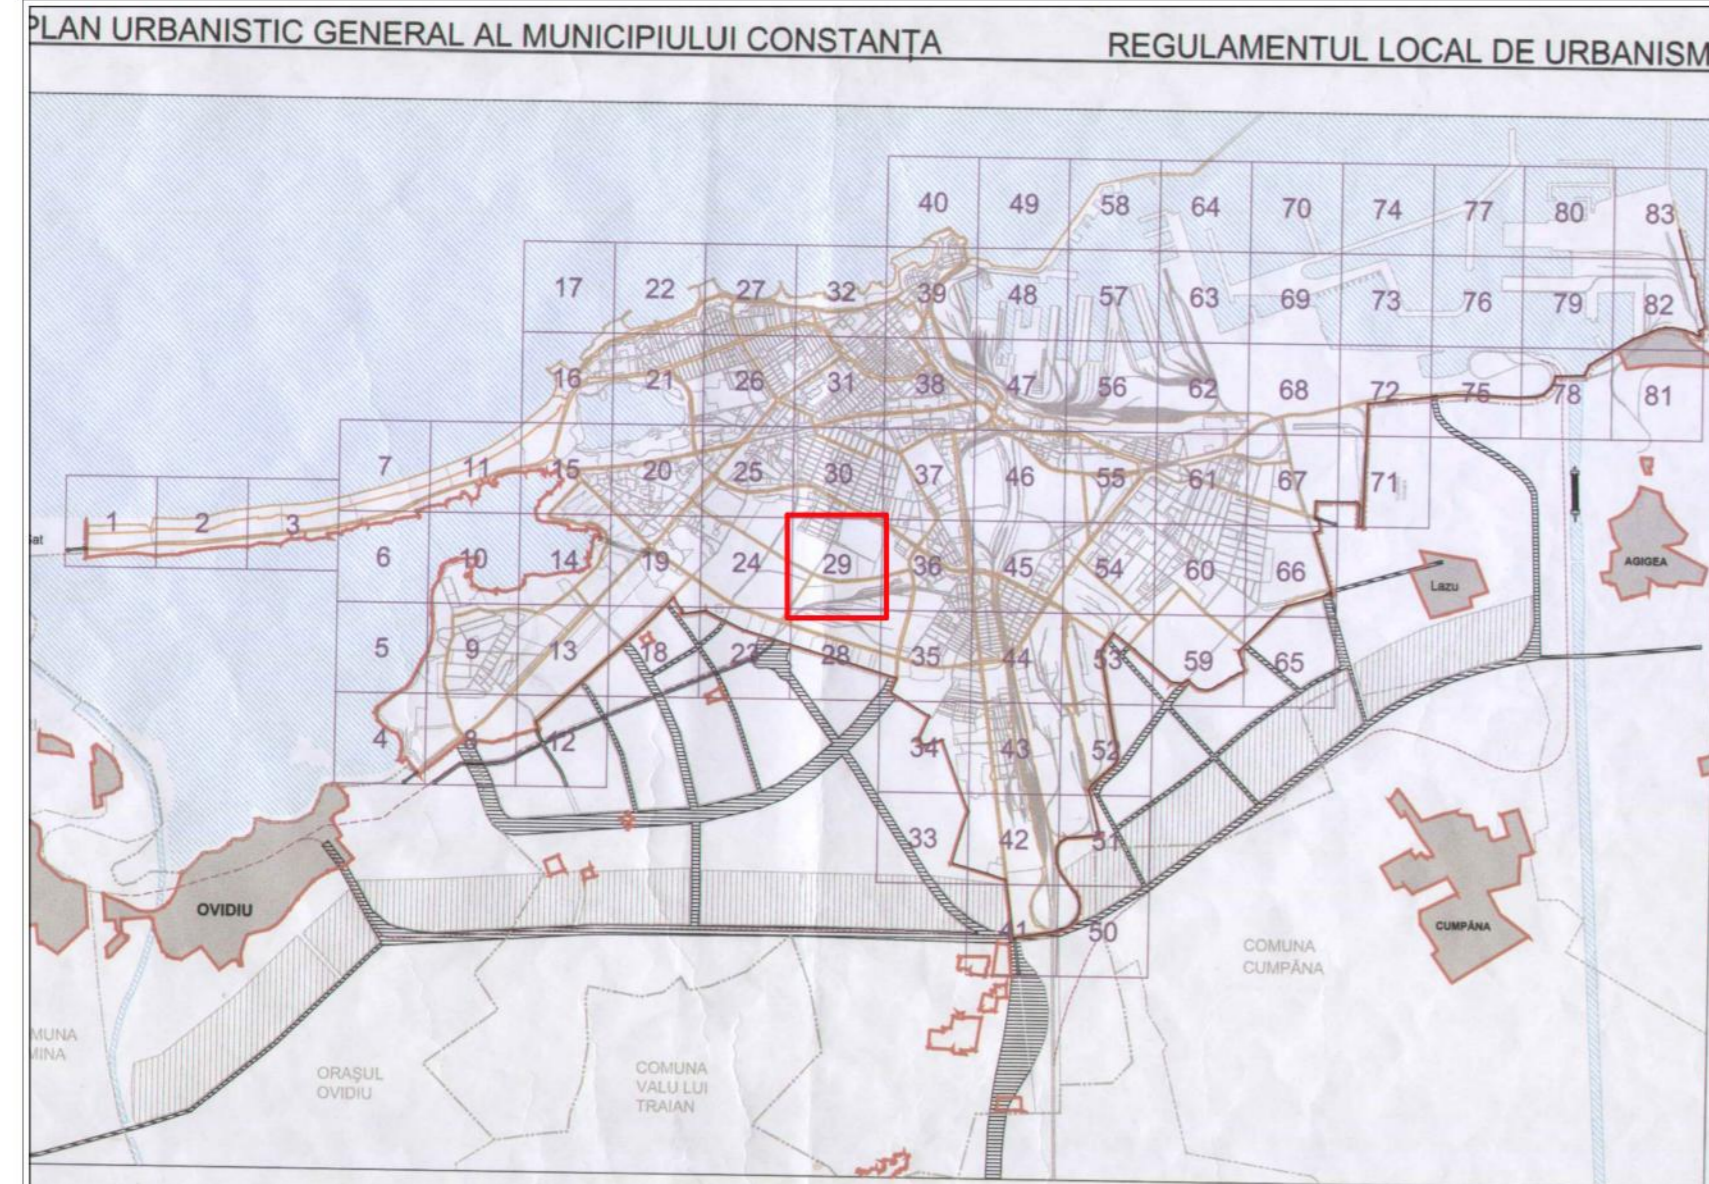 PLAN URBANISTIC GENERAL AL MUNICIPIULUI CONSTANȚA
REGULAMENTUL LOCAL DE URBANISM
40 49 58 64 70 74 77 80 83
17 22 27 32 39 48 57 63 69 73 76 79 82
16 21 26 31 38 47 56 62 68 72 75 78 81
7 11 15 20 25 30 37 46 55 61 67 71
1 2 3 6 10 14 19 24 29 36 45 54 60 66
Lazu
AGIGEA
5 9 13 18 23 28 35 44 53 59 65
4 8 12 34 43 52
33 42 51
41 50
OVIDIU
CUMPĂNA
COMUNA
CUMPĂNA
MUNA
MINA
ORAȘUL
OVIDIU
COMUNA
VALU LUI
TRAIAN